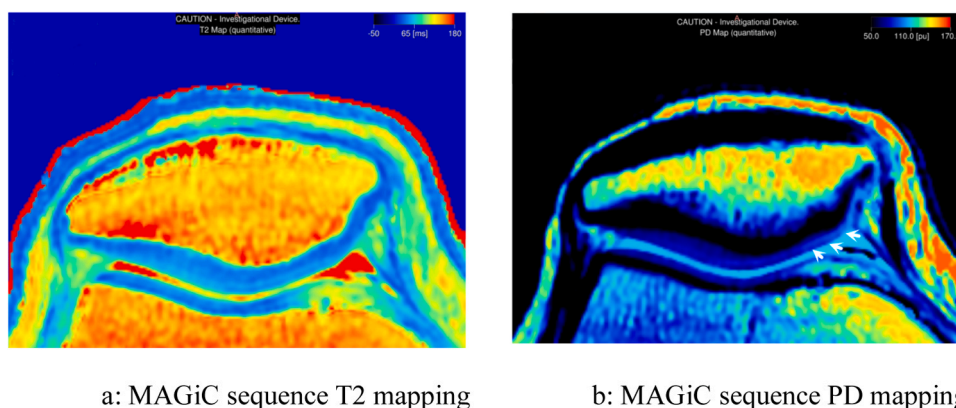 CAUTION - Investigational Device.
T2 Map (quantitative)
-50 65 [ms] 180
CAUTION - Investigational Device.
PD Map (quantitative)
50.0 110.0 [pu] 170.
a: MAGiC sequence T2 mapping
b: MAGiC sequence PD mapping